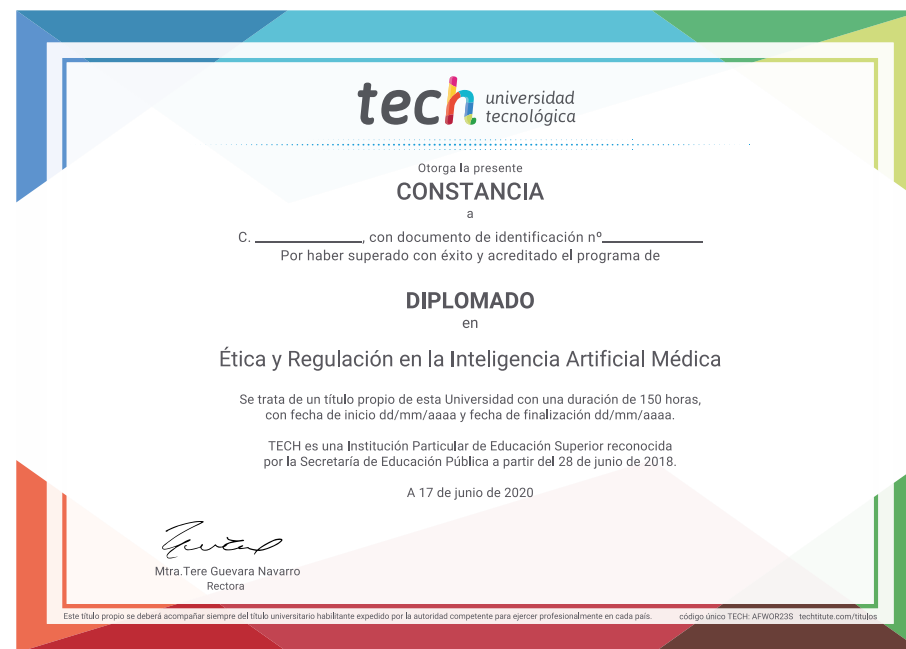 tech universidad
tecnológica
Otorga la presente
CONSTANCIA
a
C. ____________, con documento de identificación nº____________
Por haber superado con éxito y acreditado el programa de
DIPLOMADO
en
Ética y Regulación en la Inteligencia Artificial Médica
Se trata de un título propio de esta Universidad con una duración de 150 horas,
con fecha de inicio dd/mm/aaaa y fecha de finalización dd/mm/aaaa.
TECH es una Institución Particular de Educación Superior reconocida
por la Secretaría de Educación Pública a partir del 28 de junio de 2018.
A 17 de junio de 2020
Mtra.Tere Guevara Navarro
Rectora
Este título propio se deberá acompañar siempre del título universitario habilitante expedido por la autoridad competente para ejercer profesionalmente en cada país. código único TECH: AFWOR23S techtitute.com/titulos